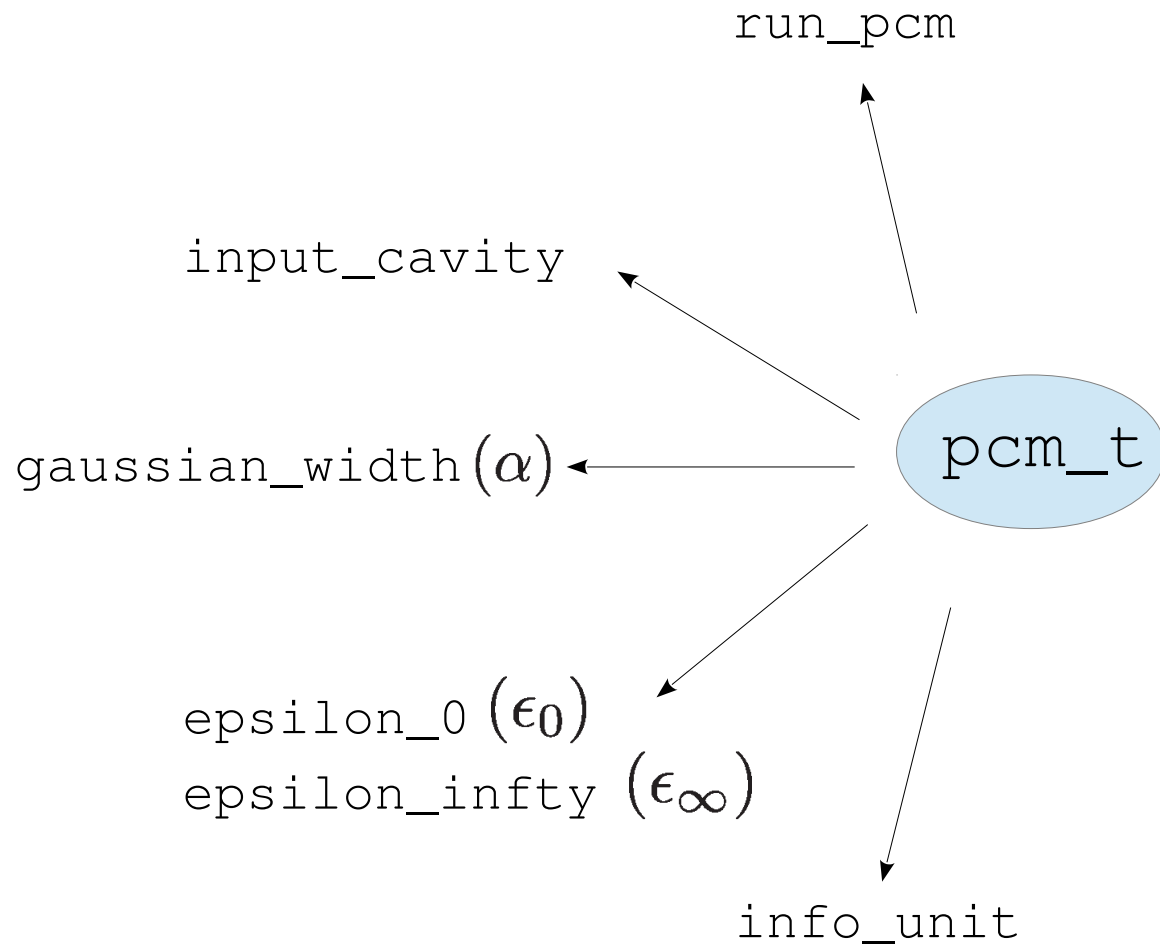 run_pcm
input_cavity
gaussian_width (α)
pcm_t
epsilon_0 (ϵ₀)
epsilon_infty (ϵ∞)
info_unit